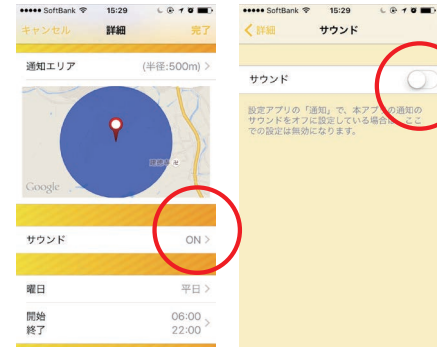 ●●●●● SoftBank 15:29
キャンセル 詳細 完了
通知エリア (半径:500m) >
Google
サウンド ON >
曜日 平日 >
開始 06:00 >
終了 22:00
●●●●● SoftBank 15:29
< 詳細 サウンド
サウンド
設定アプリの「通知」で、本アプリの通知の
サウンドをオフに設定している場合は、ここ
での設定は無効になります。